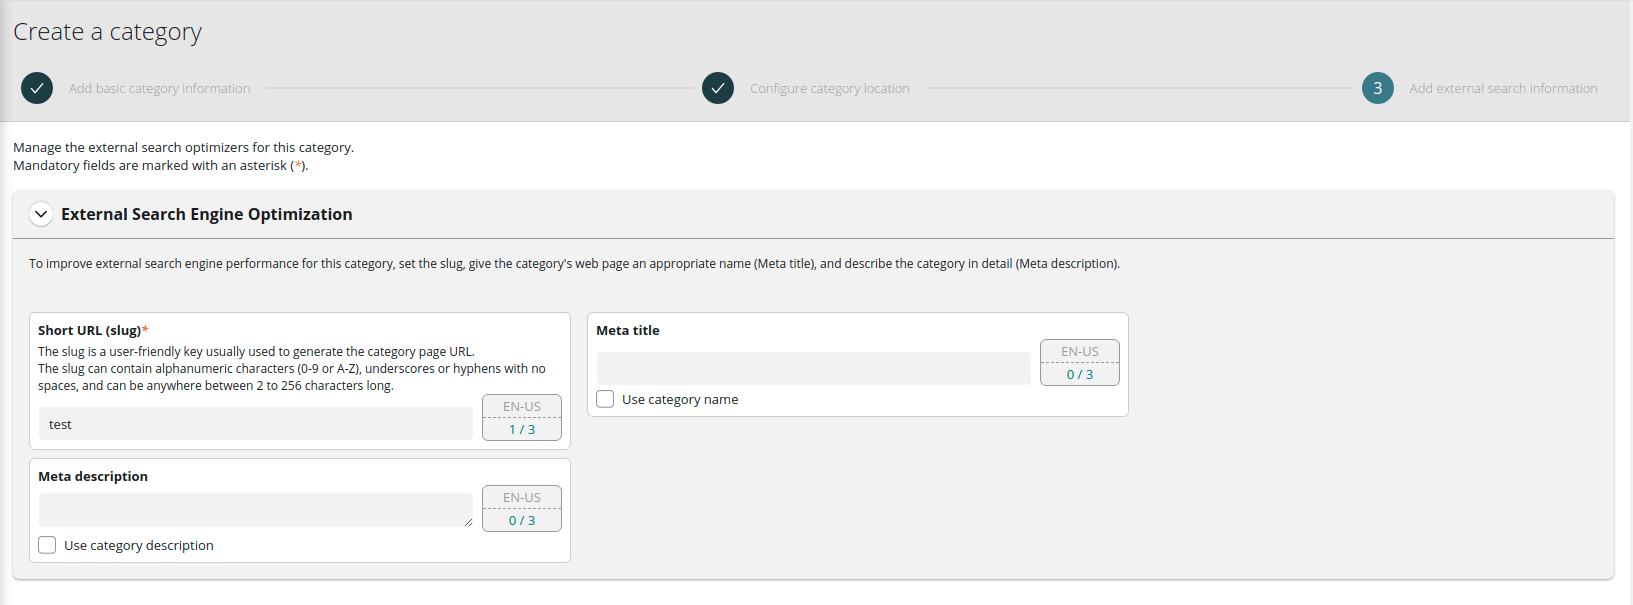 Create a category
Add basic category information
Configure category location
3
Add external search information
Manage the external search optimizers for this category.
Mandatory fields are marked with an asterisk (*).
External Search Engine Optimization
To improve external search engine performance for this category, set the slug, give the category's web page an appropriate name (Meta title), and describe the category in detail (Meta description).
Short URL (slug)*
The slug is a user-friendly key usually used to generate the category page URL.
The slug can contain alphanumeric characters (0-9 or A-Z), underscores or hyphens with no
spaces, and can be anywhere between 2 to 256 characters long.
test
EN-US
1 / 3
Meta title
EN-US
0 / 3
Use category name
Meta description
EN-US
0 / 3
Use category description